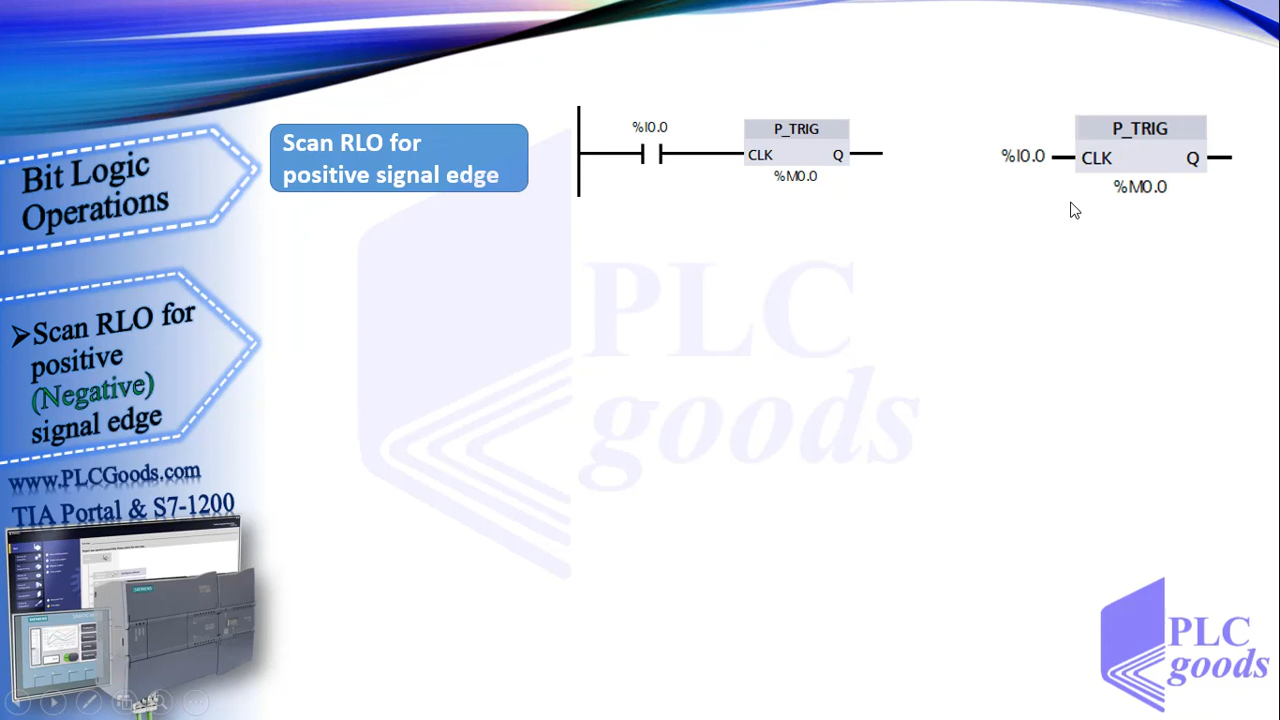 Bit Logic
Operations
➢Scan RLO for
positive
(Negative)
signal edge
www.PLCGoods.com
TIA Portal & S7-1200
Scan RLO for
positive signal edge
%I0.0
P_TRIG
CLK Q
%M0.0
P_TRIG
%I0.0 CLK Q
%M0.0
PLC
goods
SIEMENS
SIEMENS
PLC
goods